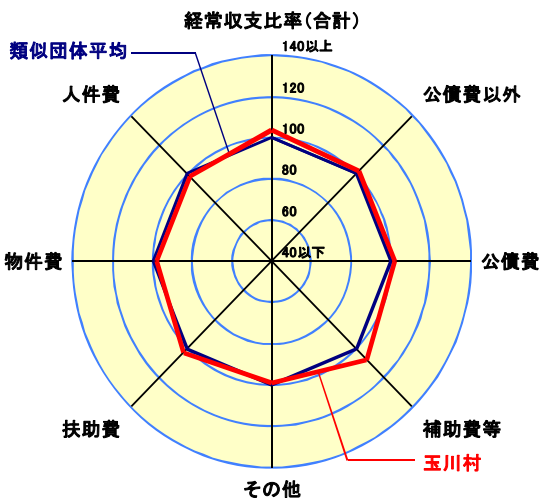 経常収支比率(合計)
140以上
類似団体平均
120
人件費
公債費以外
100
80
60
40以下
物件費
公債費
扶助費
補助費等
玉川村
その他